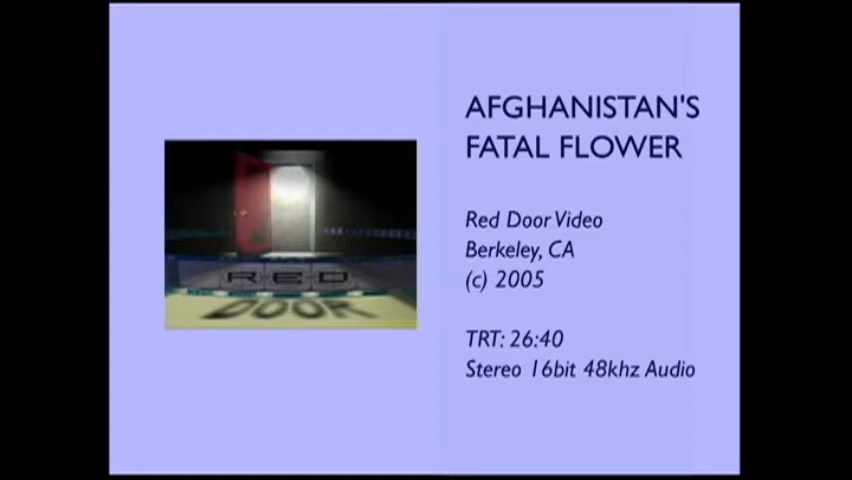 AFGHANISTAN'S
FATAL FLOWER
Red Door Video
Berkeley, CA
(c) 2005
TRT: 26:40
Stereo 16bit 48khz Audio
RED
DOOR